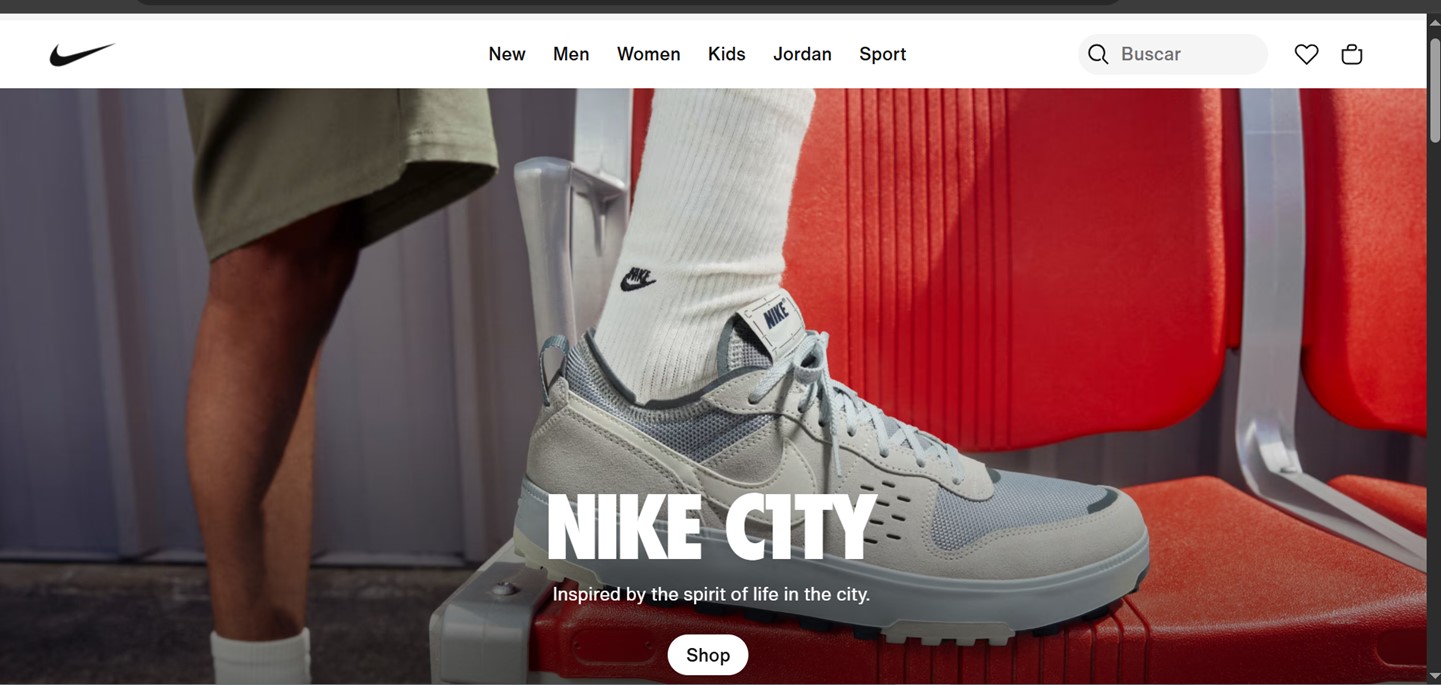 New Men Women Kids Jordan Sport Buscar
NIKE
NIKE
NIKE C1TY
Inspired by the spirit of life in the city.
Shop